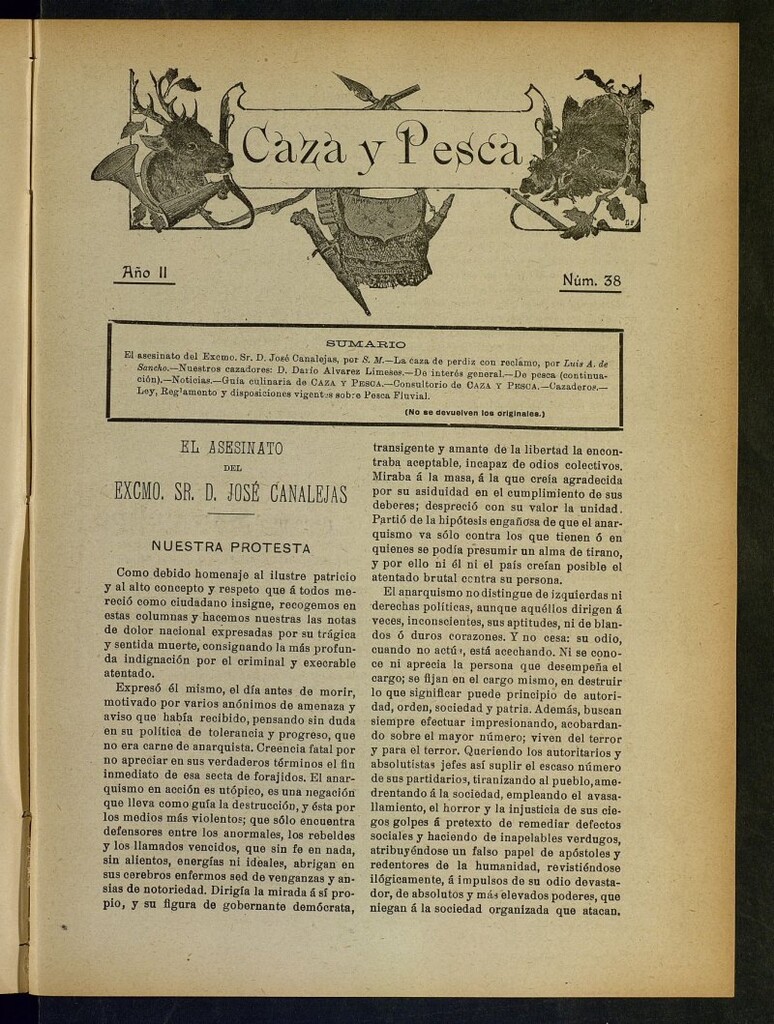 Caza y Pesca
Año II
Núm. 38
SUMARIO
El asesinato del Excmo. Sr. D. José Canalejas, por S. M.—La caza de perdiz con reclamo, por Luis A. de
Sancho.—Nuestros cazadores: D. Darío Alvarez Limeses.—De interés general.—De pesca (continua-
ción).—Noticias.—Guía culinaria de CAZA Y PESCA.—Consultorio de CAZA Y PESCA.—Cazaderos.—
Ley, Reglamento y disposiciones vigentes sobre Pesca Fluvial.
(No se devuelven los originales.)
EL ASESINATO
DEL
EXCMO. SR. D. JOSÉ CANALEJAS
NUESTRA PROTESTA
Como debido homenaje al ilustre patricio
y al alto concepto y respeto que á todos me-
reció como ciudadano insigne, recogemos en
estas columnas y hacemos nuestras las notas
de dolor nacional expresadas por su trágica
y sentida muerte, consignando la más profun-
da indignación por el criminal y execrable
atentado.
Expresó él mismo, el día antes de morir,
motivado por varios anónimos de amenaza y
aviso que había recibido, pensando sin duda
en su política de tolerancia y progreso, que
no era carne de anarquista. Creencia fatal por
no apreciar en sus verdaderos términos el fin
inmediato de esa secta de forajidos. El anar-
quismo en acción es utópico, es una negación
que lleva como guía la destrucción, y ésta por
los medios más violentos; que sólo encuentra
defensores entre los anormales, los rebeldes
y los llamados vencidos, que sin fe en nada,
sin alientos, energías ni ideales, abrigan en
sus cerebros enfermos sed de venganzas y an-
sias de notoriedad. Dirigía la mirada á sí pro-
pio, y su figura de gobernante demócrata,
transigente y amante de la libertad la encon-
traba aceptable, incapaz de odios colectivos.
Miraba á la masa, á la que creía agradecida
por su asiduidad en el cumplimiento de sus
deberes; despreció con su valor la unidad.
Partió de la hipótesis engañosa de que el anar-
quismo va sólo contra los que tienen ó en
quienes se podía presumir un alma de tirano,
y por ello ni él ni el país creían posible el
atentado brutal contra su persona.
El anarquismo no distingue de izquierdas ni
derechas políticas, aunque aquéllos dirigen á
veces, inconscientes, sus aptitudes, ni de blan-
dos ó duros corazones. Y no cesa: su odio,
cuando no actú, está acechando. Ni se cono-
ce ni aprecia la persona que desempeña el
cargo; se fijan en el cargo mismo, en destruir
lo que significar puede principio de autori-
dad, orden, sociedad y patria. Además, buscan
siempre efectuar impresionando, acobardan-
do sobre el mayor número; viven del terror
y para el terror. Queriendo los autoritarios y
absolutistas jefes así suplir el escaso número
de sus partidarios, tiranizando al pueblo, ame-
drentando á la sociedad, empleando el avasa-
llamiento, el horror y la injusticia de sus cie-
gos golpes á pretexto de remediar defectos
sociales y haciendo de inapelables verdugos,
atribuyéndose un falso papel de apóstoles y
redentores de la humanidad, revistiéndose
ilógicamente, á impulsos de su odio devasta-
dor, de absolutos y más elevados poderes, que
niegan á la sociedad organizada que atacan.